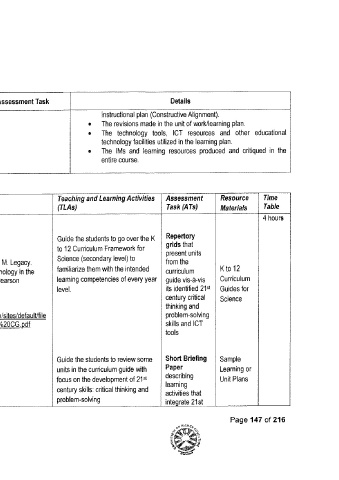 Assessment Task Details
instructional plan (Constructive Alignment).
• The revisions made in the unit of work/learning plan.
• The technology tools, ICT resources and other educational
technology facilities utilized in the learning plan.
• The IMs and learning resources produced and critiqued in the
entire course.
Teaching and Learning Activities
(TLAs)
Assessment
Task (ATs)
Resource
Materials
Time
Table
4 hours
M. Legacy.
nology in the
earson
/sites/default/file
%20CG.pdf
Guide the students to go over the K
to 12 Curriculum Framework for
Science (secondary level) to
familiarize them with the intended
learning competencies of every year
level.
Repertory
grids that
present units
from the
curriculum
guide vis-à-vis
its identified 21st
century critical
thinking and
problem-solving
skills and ICT
tools
K to 12
Curriculum
Guides for
Science
Guide the students to review some
units in the curriculum guide with
focus on the development of 21st
century skills: critical thinking and
problem-solving
Short Briefing
Paper
describing
learning
activities that
integrate 21st
Sample
Learning or
Unit Plans
Page 147 of 216